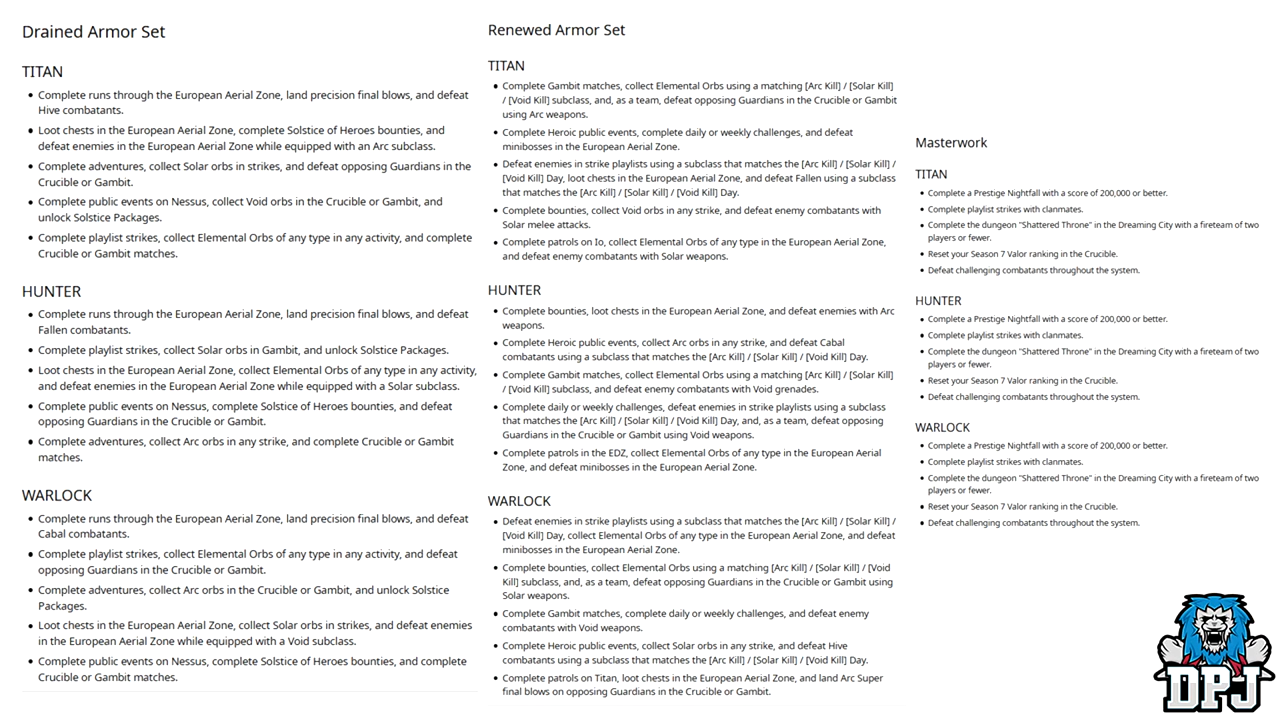 Drained Armor Set
TITAN
• Complete runs through the European Aerial Zone, land precision final blows, and defeat
Hive combatants.
• Loot chests in the European Aerial Zone, complete Solstice of Heroes bounties, and
defeat enemies in the European Aerial Zone while equipped with an Arc subclass.
• Complete adventures, collect Solar orbs in strikes, and defeat opposing Guardians in the
Crucible or Gambit.
• Complete public events on Nessus, collect Void orbs in the Crucible or Gambit, and
unlock Solstice Packages.
• Complete playlist strikes, collect Elemental Orbs of any type in any activity, and complete
Crucible or Gambit matches.
HUNTER
• Complete runs through the European Aerial Zone, land precision final blows, and defeat
Fallen combatants.
• Complete playlist strikes, collect Solar orbs in Gambit, and unlock Solstice Packages.
• Loot chests in the European Aerial Zone, collect Elemental Orbs of any type in any activity,
and defeat enemies in the European Aerial Zone while equipped with a Solar subclass.
• Complete public events on Nessus, complete Solstice of Heroes bounties, and defeat
opposing Guardians in the Crucible or Gambit.
• Complete adventures, collect Arc orbs in any strike, and complete Crucible or Gambit
matches.
WARLOCK
• Complete runs through the European Aerial Zone, land precision final blows, and defeat
Cabal combatants.
• Complete playlist strikes, collect Elemental Orbs of any type in any activity, and defeat
opposing Guardians in the Crucible or Gambit.
• Complete adventures, collect Arc orbs in the Crucible or Gambit, and unlock Solstice
Packages.
• Loot chests in the European Aerial Zone, collect Solar orbs in strikes, and defeat enemies
in the European Aerial Zone while equipped with a Void subclass.
• Complete public events on Nessus, complete Solstice of Heroes bounties, and complete
Crucible or Gambit matches.
Renewed Armor Set
TITAN
• Complete Gambit matches, collect Elemental Orbs using a matching [Arc Kill] / [Solar Kill]
/ [Void Kill] subclass, and, as a team, defeat opposing Guardians in the Crucible or Gambit
using Arc weapons.
• Complete Heroic public events, complete daily or weekly challenges, and defeat
minibosses in the European Aerial Zone.
• Defeat enemies in strike playlists using a subclass that matches the [Arc Kill] / [Solar Kill] /
[Void Kill] Day, loot chests in the European Aerial Zone, and defeat Fallen using a subclass
that matches the [Arc Kill] / [Solar Kill] / [Void Kill] Day.
• Complete bounties, collect Void orbs in any strike, and defeat enemy combatants with
Solar melee attacks.
• Complete patrols on Io, collect Elemental Orbs of any type in the European Aerial Zone,
and defeat enemy combatants with Solar weapons.
HUNTER
• Complete bounties, loot chests in the European Aerial Zone, and defeat enemies with Arc
weapons.
• Complete Heroic public events, collect Arc orbs in any strike, and defeat Cabal
combatants using a subclass that matches the [Arc Kill] / [Solar Kill] / [Void Kill] Day.
• Complete Gambit matches, collect Elemental Orbs using a matching [Arc Kill] / [Solar Kill]
/ [Void Kill] subclass, and defeat enemy combatants with Void grenades.
• Complete daily or weekly challenges, defeat enemies in strike playlists using a subclass
that matches the [Arc Kill] / [Solar Kill] / [Void Kill] Day, and, as a team, defeat opposing
Guardians in the Crucible or Gambit using Void weapons.
• Complete patrols in the EDZ, collect Elemental Orbs of any type in the European Aerial
Zone, and defeat minibosses in the European Aerial Zone.
WARLOCK
• Defeat enemies in strike playlists using a subclass that matches the [Arc Kill] / [Solar Kill] /
[Void Kill] Day, collect Elemental Orbs of any type in the European Aerial Zone, and defeat
minibosses in the European Aerial Zone.
• Complete bounties, collect Elemental Orbs using a matching [Arc Kill] / [Solar Kill] / [Void
Kill] subclass, and, as a team, defeat opposing Guardians in the Crucible or Gambit using
Solar weapons.
• Complete Gambit matches, complete daily or weekly challenges, and defeat enemy
combatants with Void weapons.
• Complete Heroic public events, collect Solar orbs in any strike, and defeat Hive
combatants using a subclass that matches the [Arc Kill] / [Solar Kill] / [Void Kill] Day.
• Complete patrols on Titan, loot chests in the European Aerial Zone, and land Arc Super
final blows on opposing Guardians in the Crucible or Gambit.
Masterwork
TITAN
• Complete a Prestige Nightfall with a score of 200,000 or better.
• Complete playlist strikes with clanmates.
• Complete the dungeon "Shattered Throne" in the Dreaming City with a fireteam of two
players or fewer.
• Reset your Season 7 Valor ranking in the Crucible.
• Defeat challenging combatants throughout the system.
HUNTER
• Complete a Prestige Nightfall with a score of 200,000 or better.
• Complete playlist strikes with clanmates.
• Complete the dungeon "Shattered Throne" in the Dreaming City with a fireteam of two
players or fewer.
• Reset your Season 7 Valor ranking in the Crucible.
• Defeat challenging combatants throughout the system.
WARLOCK
• Complete a Prestige Nightfall with a score of 200,000 or better.
• Complete playlist strikes with clanmates.
• Complete the dungeon "Shattered Throne" in the Dreaming City with a fireteam of two
players or fewer.
• Reset your Season 7 Valor ranking in the Crucible.
• Defeat challenging combatants throughout the system.
DPJ